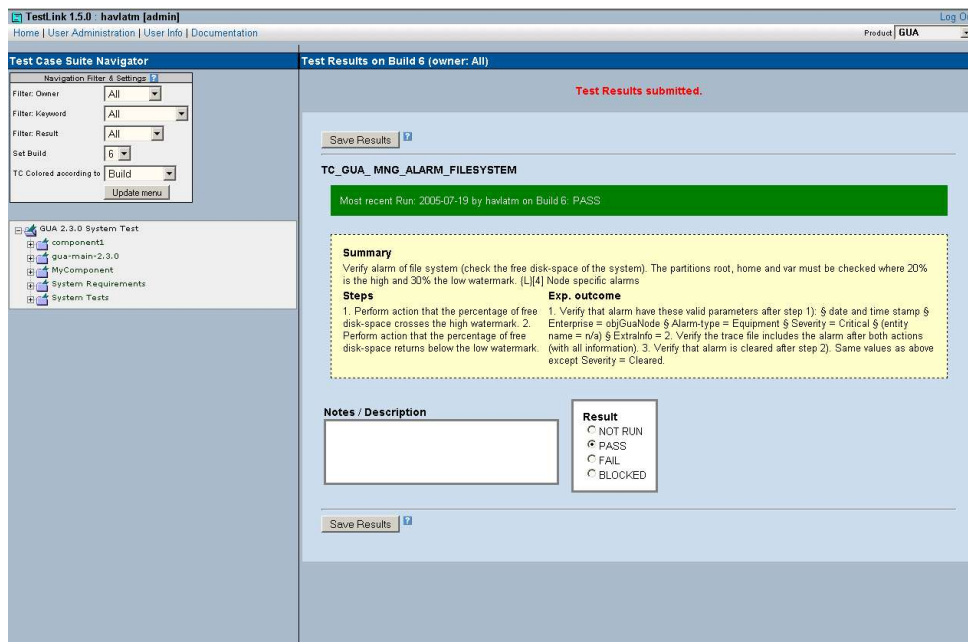 TestLink 1.5.0 : havlatm [admin]
Log O
Home | User Administration | User Info | Documentation
Product GUA
Test Case Suite Navigator
Navigation Filter & Settings ?
Filter: Owner All
Filter: Keyword All
Filter: Result All
Set Build 6
TC Colored according to Build
Update menu
GUA 2.3.0 System Test
component1
gua-main-2.3.0
MyComponent
System Requirements
System Tests
Test Results on Build 6 (owner: All)
Test Results submitted.
Save Results ?
TC_GUA_ MNG_ALARM_FILESYSTEM
Most recent Run: 2005-07-19 by havlatm on Build 6: PASS
Summary
Verify alarm of file system (check the free disk-space of the system). The partitions root, home and var must be checked where 20%
is the high and 30% the low watermark. {L}[4] Node specific alarms
Steps
1. Perform action that the percentage of free
disk-space crosses the high watermark. 2.
Perform action that the percentage of free
disk-space returns below the low watermark.
Exp. outcome
1. Verify that alarm have these valid parameters after step 1): § date and time stamp §
Enterprise = objGuaNode § Alarm-type = Equipment § Severity = Critical § (entity
name = n/a) § ExtraInfo = 2. Verify the trace file includes the alarm after both actions
(with all information). 3. Verify that alarm is cleared after step 2). Same values as above
except Severity = Cleared.
Notes / Description
Result
NOT RUN
PASS
FAIL
BLOCKED
Save Results ?